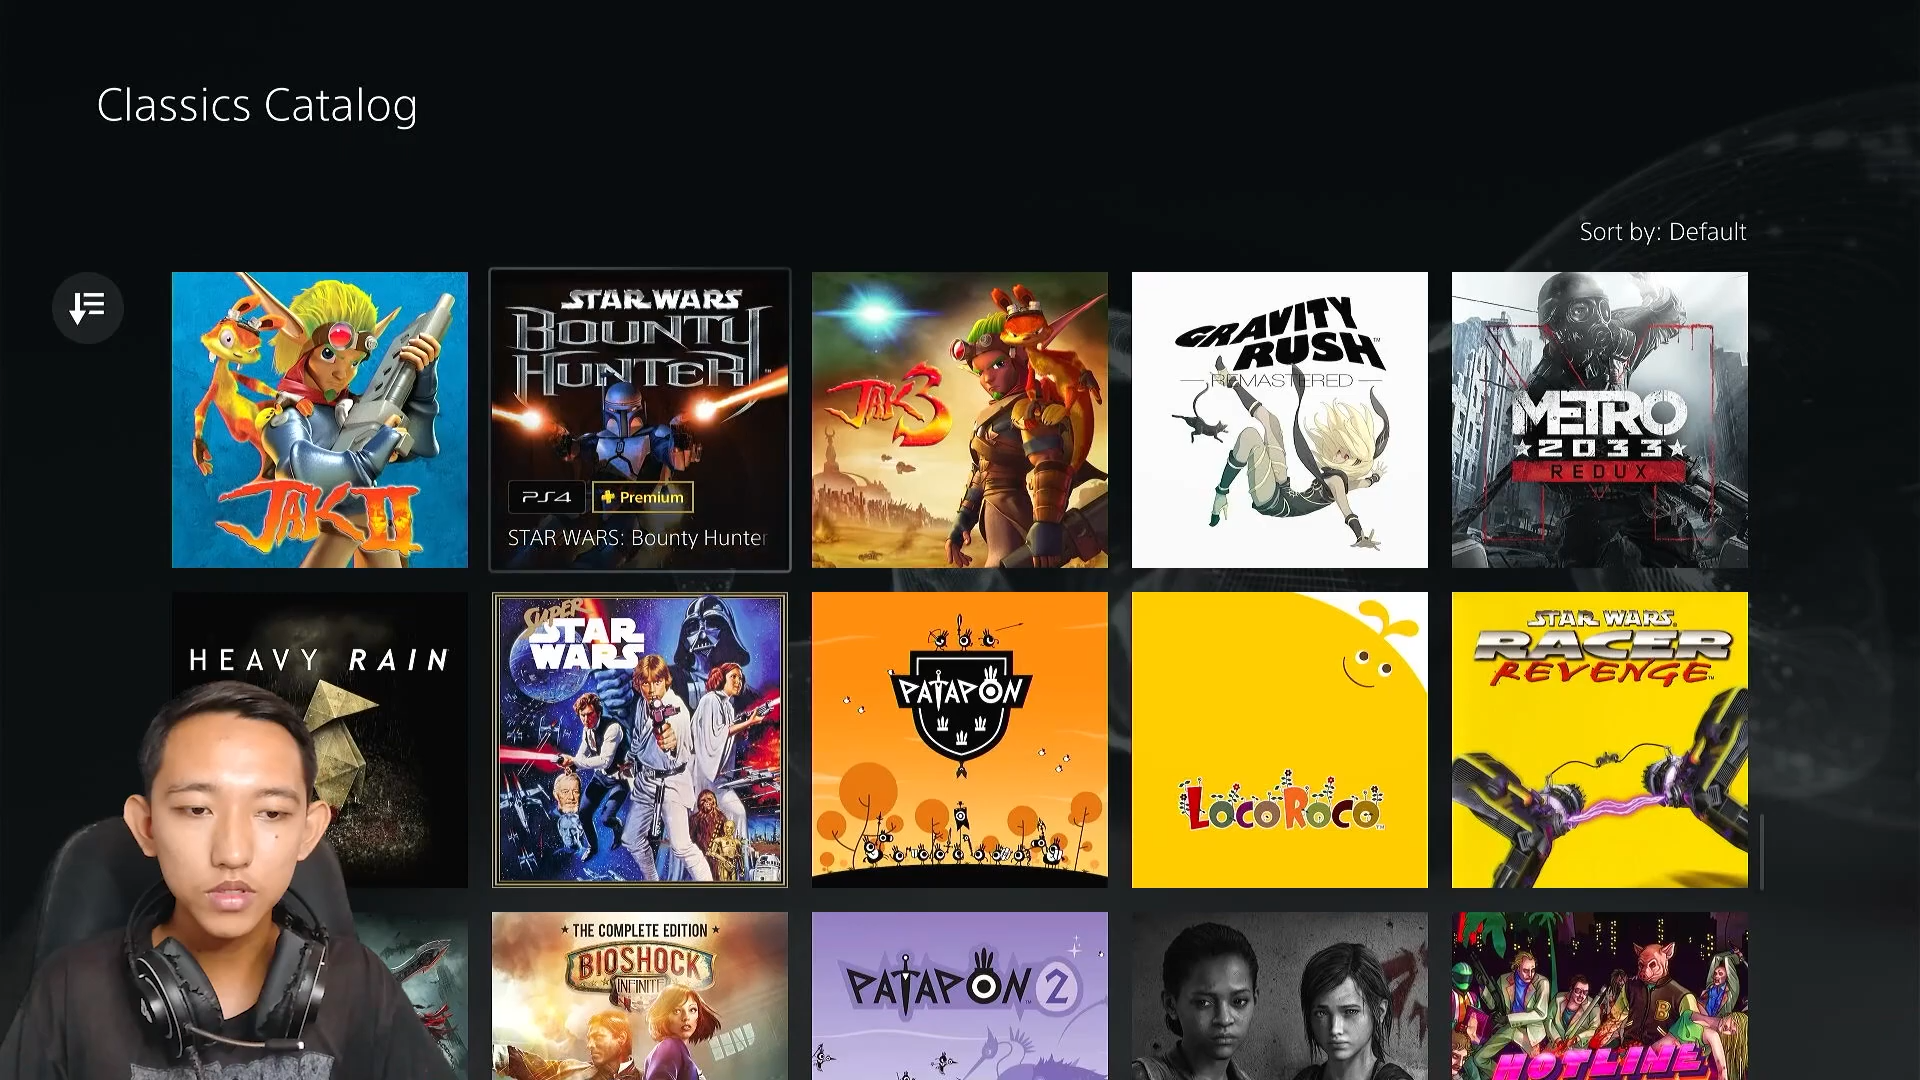 Classics Catalog
Sort by: Default
JAK II
STAR WARS
BOUNTY
HUNTER
PS4
Premium
STAR WARS: Bounty Hunter
JAK 3
GRAVITY
RUSH
REMASTERED
METRO
2033
REDUX
HEAVY RAIN
SUPER
STAR
WARS
PATAPON
LOCOROCO
STAR WARS
RACER
REVENGE
THE COMPLETE EDITION
BIOSHOCK
INFINITE
PATAPON 2
HOTLINE